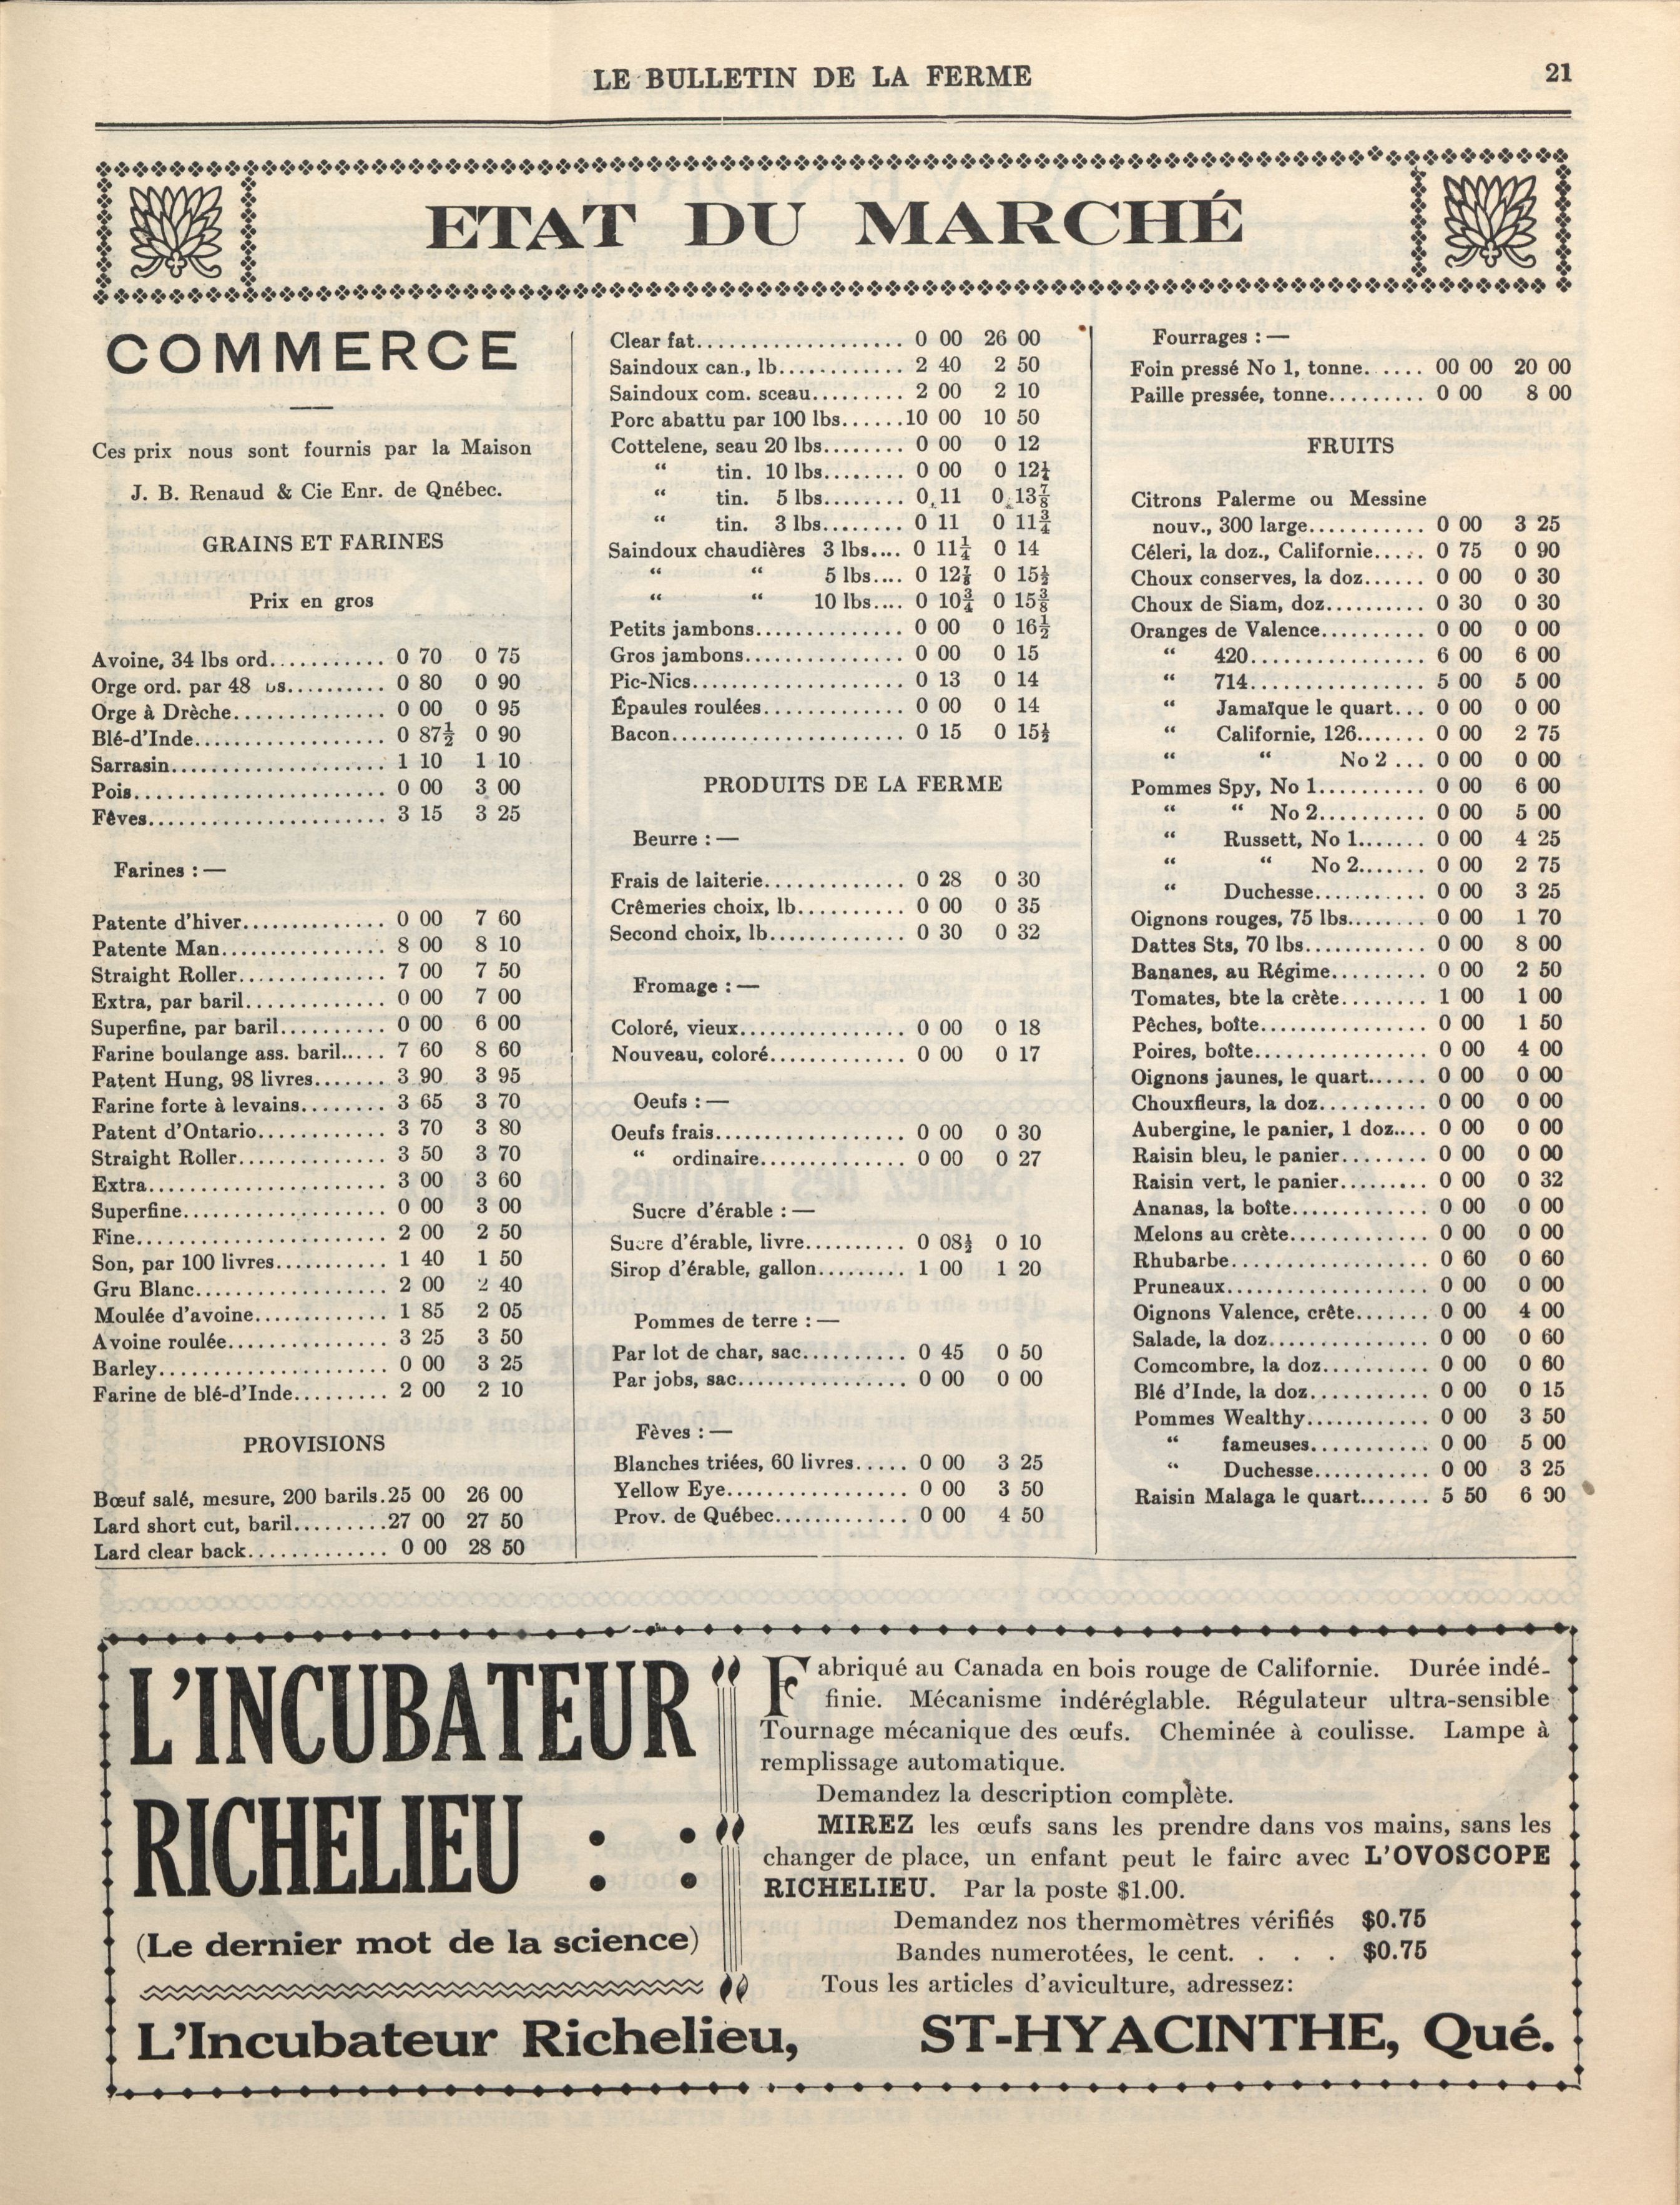 LE BULLETIN DE LA FERME 21
ETAT DU MARCHÉ
COMMERCE
Ces prix nous sont fournis par la Maison
J. B. Renaud & Cie Enr. de Qnébec.
GRAINS ET FARINES
Prix en gros
Avoine, 34 lbs ord........... 0 70 0 75
Orge ord. par 48 bs.......... 0 80 0 90
Orge à Drèche............... 0 00 0 95
Blé-d'Inde................... 0 87½ 0 90
Sarrasin..................... 1 10 1 10
Pois......................... 0 00 3 00
Fêves........................ 3 15 3 25
Farines : —
Patente d'hiver.............. 0 00 7 60
Patente Man................. 8 00 8 10
Straight Roller............... 7 00 7 50
Extra, par baril.............. 0 00 7 00
Superfine, par baril.......... 0 00 6 00
Farine boulange ass. baril..... 7 60 8 60
Patent Hung, 98 livres....... 3 90 3 95
Farine forte à levains........ 3 65 3 70
Patent d'Ontario............. 3 70 3 80
Straight Roller............... 3 50 3 70
Extra........................ 3 00 3 60
Superfine.................... 0 00 3 00
Fine......................... 2 00 2 50
Son, par 100 livres........... 1 40 1 50
Gru Blanc................... 2 00 2 40
Moulée d'avoine............. 1 85 2 05
Avoine roulée................ 3 25 3 50
Barley....................... 0 00 3 25
Farine de blé-d'Inde......... 2 00 2 10
PROVISIONS
Bœuf salé, mesure, 200 barils.25 00 26 00
Lard short cut, baril.........27 00 27 50
Lard clear back.............. 0 00 28 50
Clear fat.................... 0 00 26 00
Saindoux can., lb............ 2 40 2 50
Saindoux com. sceau......... 2 00 2 10
Porc abattu par 100 lbs......10 00 10 50
Cottelene, seau 20 lbs........ 0 00 0 12
“ tin. 10 lbs........ 0 00 0 12¼
“ tin. 5 lbs........ 0 11 0 13⅞
“ tin. 3 lbs........ 0 11 0 11¾
Saindoux chaudières 3 lbs.... 0 11¼ 0 14
“ “ 5 lbs.... 0 12⅞ 0 15½
“ “ 10 lbs.... 0 10¾ 0 15⅜
Petits jambons.............. 0 00 0 16½
Gros jambons............... 0 00 0 15
Pic-Nics..................... 0 13 0 14
Épaules roulées.............. 0 00 0 14
Bacon...................... 0 15 0 15½
PRODUITS DE LA FERME
Beurre : —
Frais de laiterie.............. 0 28 0 30
Crêmeries choix, lb.......... 0 00 0 35
Second choix, lb............. 0 30 0 32
Fromage : —
Coloré, vieux................ 0 00 0 18
Nouveau, coloré............. 0 00 0 17
Oeufs : —
Oeufs frais.................. 0 00 0 30
“ ordinaire.............. 0 00 0 27
Sucre d'érable : —
Sucre d'érable, livre.......... 0 08½ 0 10
Sirop d'érable, gallon......... 1 00 1 20
Pommes de terre : —
Par lot de char, sac.......... 0 45 0 50
Par jobs, sac................ 0 00 0 00
Fèves : —
Blanches triées, 60 livres..... 0 00 3 25
Yellow Eye.................. 0 00 3 50
Prov. de Québec............. 0 00 4 50
Fourrages : —
Foin pressé No 1, tonne...... 00 00 20 00
Paille pressée, tonne......... 0 00 8 00
FRUITS
Citrons Palerme ou Messine
nouv., 300 large........... 0 00 3 25
Céleri, la doz., Californie..... 0 75 0 90
Choux conserves, la doz...... 0 00 0 30
Choux de Siam, doz.......... 0 30 0 30
Oranges de Valence.......... 0 00 0 00
“ 420................ 6 00 6 00
“ 714................ 5 00 5 00
“ Jamaïque le quart... 0 00 0 00
“ Californie, 126....... 0 00 2 75
“ “ No 2 ... 0 00 0 00
Pommes Spy, No 1.......... 0 00 6 00
“ “ No 2.......... 0 00 5 00
“ Russett, No 1....... 0 00 4 25
“ “ No 2....... 0 00 2 75
“ Duchesse........... 0 00 3 25
Oignons rouges, 75 lbs........ 0 00 1 70
Dattes Sts, 70 lbs............ 0 00 8 00
Bananes, au Régime......... 0 00 2 50
Tomates, bte la crète........ 1 00 1 00
Pêches, boîte................ 0 00 1 50
Poires, boîte................. 0 00 4 00
Oignons jaunes, le quart...... 0 00 0 00
Chouxfleurs, la doz.......... 0 00 0 00
Aubergine, le panier, 1 doz.... 0 00 0 00
Raisin bleu, le panier........ 0 00 0 00
Raisin vert, le panier......... 0 00 0 32
Ananas, la boîte............. 0 00 0 00
Melons au crète.............. 0 00 0 00
Rhubarbe................... 0 60 0 60
Pruneaux.................... 0 00 0 00
Oignons Valence, crête....... 0 00 4 00
Salade, la doz................ 0 00 0 60
Comcombre, la doz.......... 0 00 0 60
Blé d'Inde, la doz............ 0 00 0 15
Pommes Wealthy............ 0 00 3 50
“ fameuses............ 0 00 5 00
“ Duchesse........... 0 00 3 25
Raisin Malaga le quart....... 5 50 6 00
L'INCUBATEUR
RICHELIEU : :
(Le dernier mot de la science)
Fabriqué au Canada en bois rouge de Californie. Durée indé-
finie. Mécanisme indéréglable. Régulateur ultra-sensible
Tournage mécanique des œufs. Cheminée à coulisse. Lampe à
remplissage automatique.
Demandez la description complète.
MIREZ les œufs sans les prendre dans vos mains, sans les
changer de place, un enfant peut le fairc avec L'OVOSCOPE
RICHELIEU. Par la poste $1.00.
Demandez nos thermomètres vérifiés $0.75
Bandes numerotées, le cent. . . . $0.75
Tous les articles d'aviculture, adressez:
L'Incubateur Richelieu, ST-HYACINTHE, Qué.